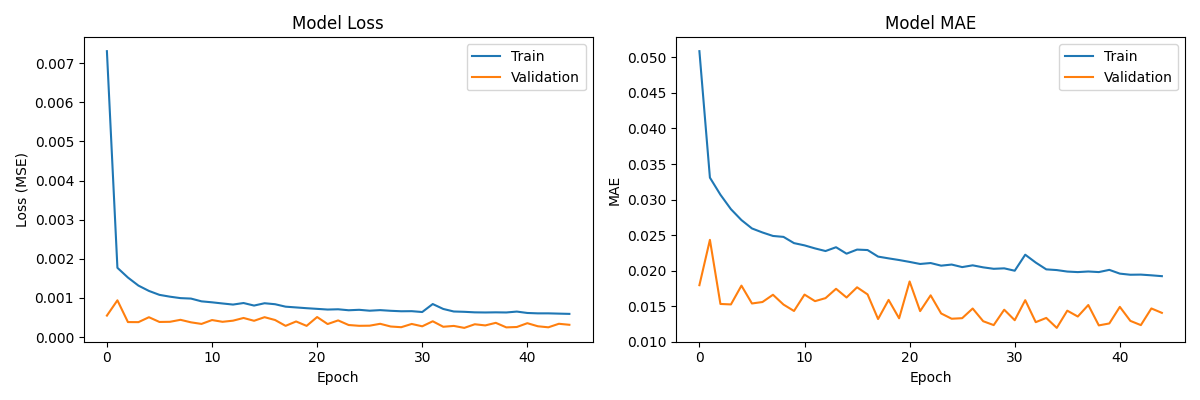 Model Loss
Train
Validation
0.007
0.006
0.005
0.004
0.003
0.002
0.001
0.000
Loss (MSE)
0
10
20
30
40
Epoch
Model MAE
Train
Validation
0.050
0.045
0.040
0.035
0.030
0.025
0.020
0.015
0.010
MAE
0
10
20
30
40
Epoch